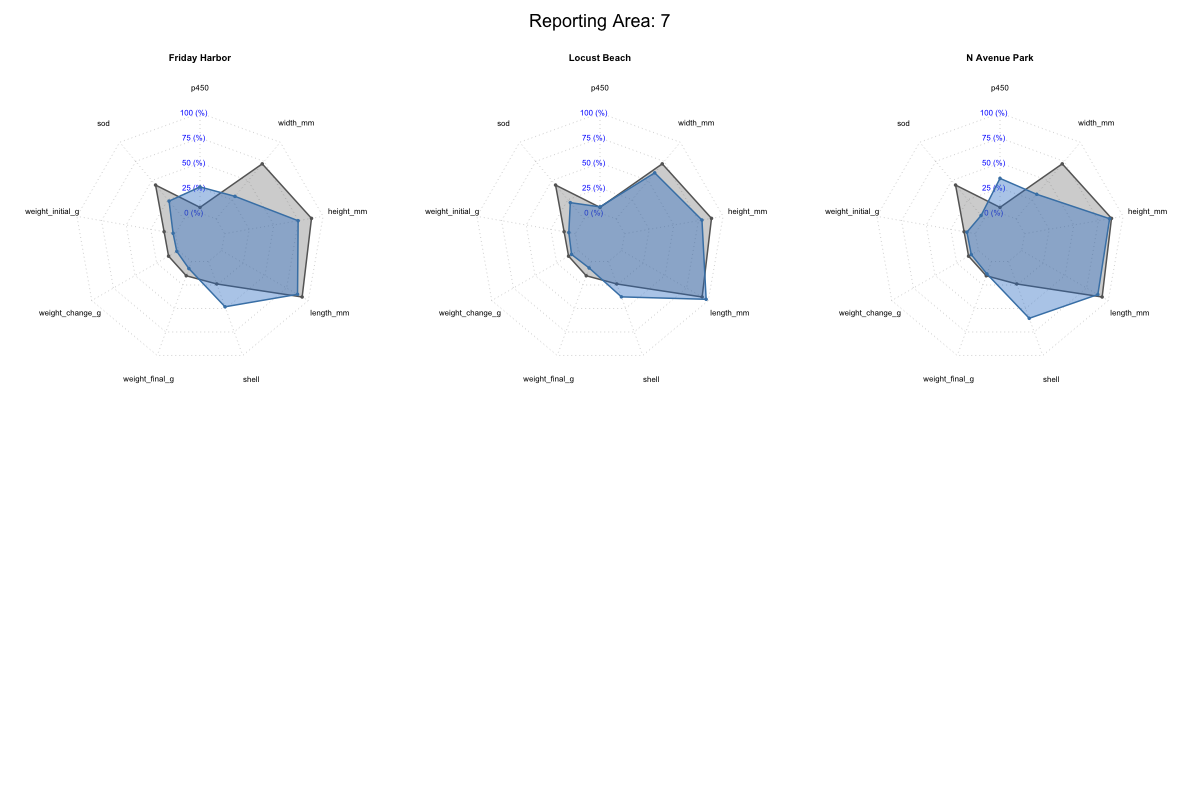 Reporting Area: 7
Friday Harbor
p450
width_mm
height_mm
length_mm
shell
weight_final_g
weight_change_g
weight_initial_g
sod
100 (%)
75 (%)
50 (%)
25 (%)
0 (%)
Locust Beach
p450
width_mm
height_mm
length_mm
shell
weight_final_g
weight_change_g
weight_initial_g
sod
100 (%)
75 (%)
50 (%)
25 (%)
0 (%)
N Avenue Park
p450
width_mm
height_mm
length_mm
shell
weight_final_g
weight_change_g
weight_initial_g
sod
100 (%)
75 (%)
50 (%)
25 (%)
0 (%)